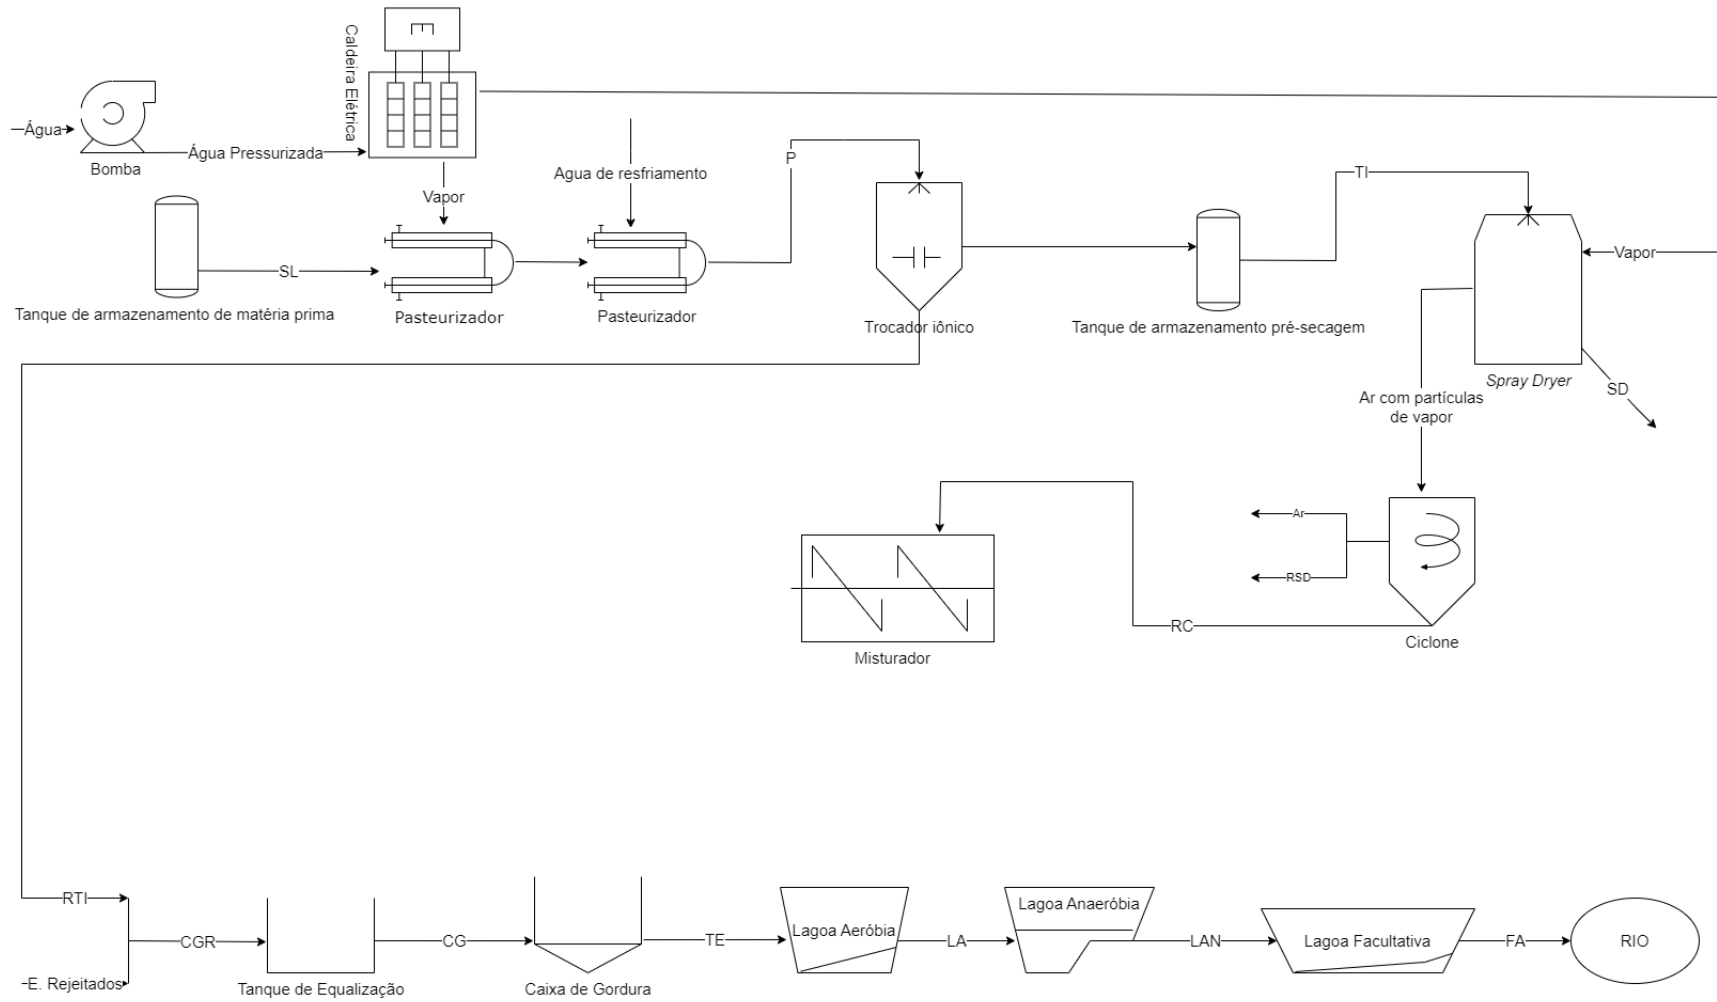 Caldeira Elétrica
Água
Bomba
Água Pressurizada
Vapor
Agua de resfriamento
P
TI
Vapor
SL
Tanque de armazenamento de matéria prima
Pasteurizador
Pasteurizador
Trocador iônico
Tanque de armazenamento pré-secagem
Spray Dryer
SD
Ar com partículas
de vapor
Ar
RSD
RC
Misturador
Ciclone
RTI
CGR
E. Rejeitados
Tanque de Equalização
CG
Caixa de Gordura
TE
Lagoa Aeróbia
LA
Lagoa Anaeróbia
LAN
Lagoa Facultativa
FA
RIO